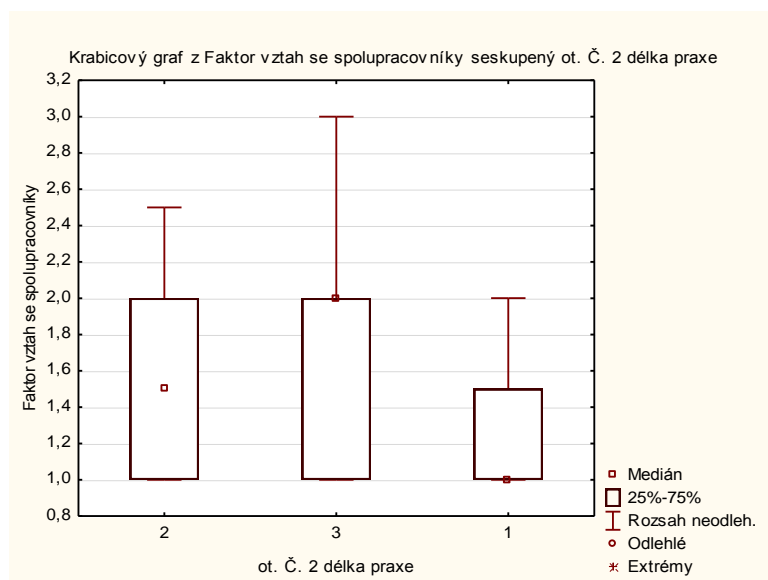 Krabicový graf z Faktor vztah se spolupracovníky seskupený ot. Č. 2 délka praxe
3,2
3,0
2,8
2,6
2,4
2,2
2,0
1,8
1,6
1,4
1,2
1,0
0,8
Faktor vztah se spolupracovníky
2 3 1
ot. Č. 2 délka praxe
Medián
25%-75%
Rozsah neodleh.
Odlehlé
Extrémy